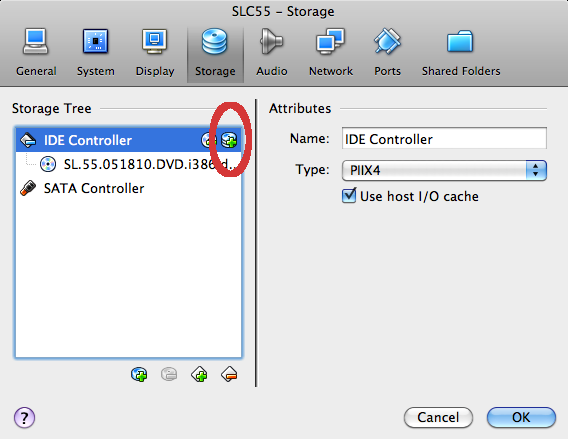 SLC55 – Storage
General
System
Display
Storage
Audio
Network
Ports
Shared Folders
Storage Tree
IDE Controller
SL.55.051810.DVD.i386.d...
SATA Controller
Attributes
Name: IDE Controller
Type: PIIX4
Use host I/O cache
?
Cancel
OK